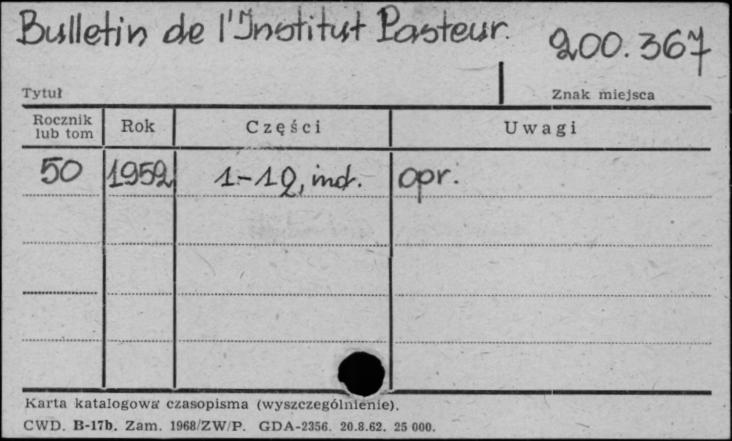 Bulletin de l'Institut Pasteur.
200.367
Tytuł
Znak miejsca
Rocznik lub tom Rok Części Uwagi
50 1952 1-12, ind. opr.
Karta katalogowa czasopisma (wyszczególnienie).
CWD. B-17b. Zam. 1968/ZW/P. GDA-2356. 20.8.62. 25 000.